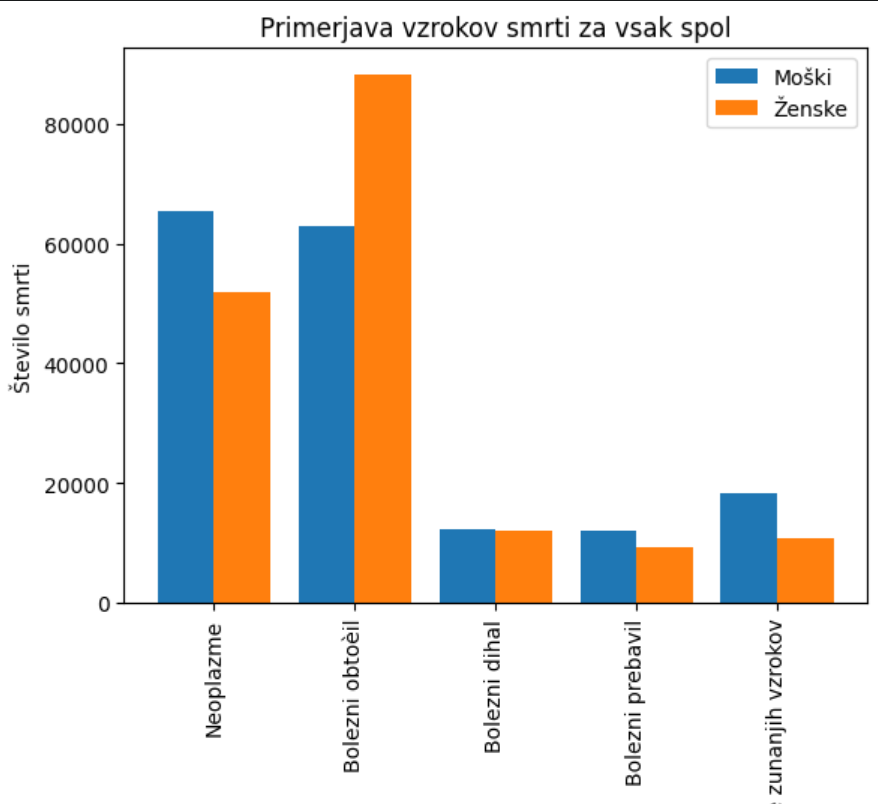 Primerjava vzrokov smrti za vsak spol
Moški
Ženske
Število smrti
80000
60000
40000
20000
0
Neoplazme
Bolezni obtoèil
Bolezni dihal
Bolezni prebavil
zunanjih vzrokov